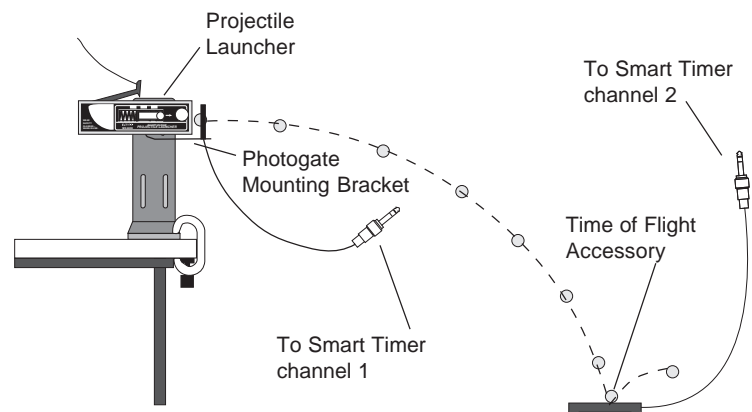 Projectile
Launcher
To Smart Timer
channel 2
Photogate
Mounting Bracket
Time of Flight
Accessory
To Smart Timer
channel 1